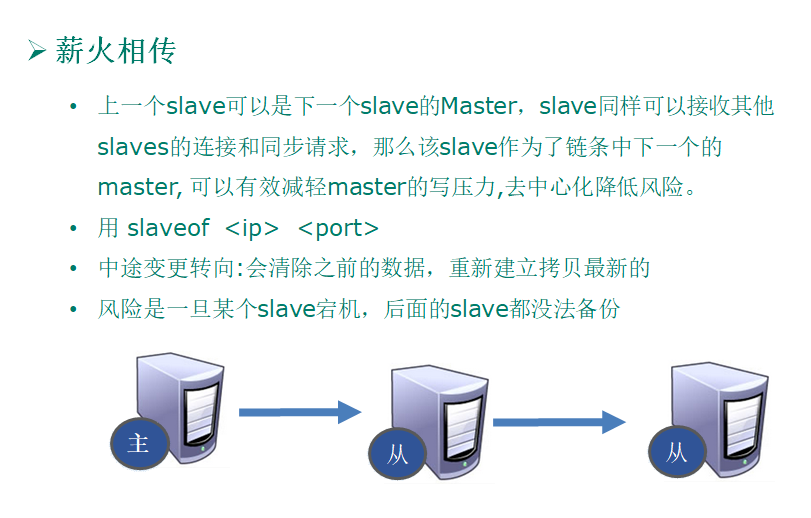 薪火相传
上一个slave可以是下一个slave的Master，slave同样可以接收其他
slaves的连接和同步请求，那么该slave作为了链条中下一个的
master, 可以有效减轻master的写压力,去中心化降低风险。
用 slaveof <ip> <port>
中途变更转向:会清除之前的数据，重新建立拷贝最新的
风险是一旦某个slave宕机，后面的slave都没法备份
主
从
从